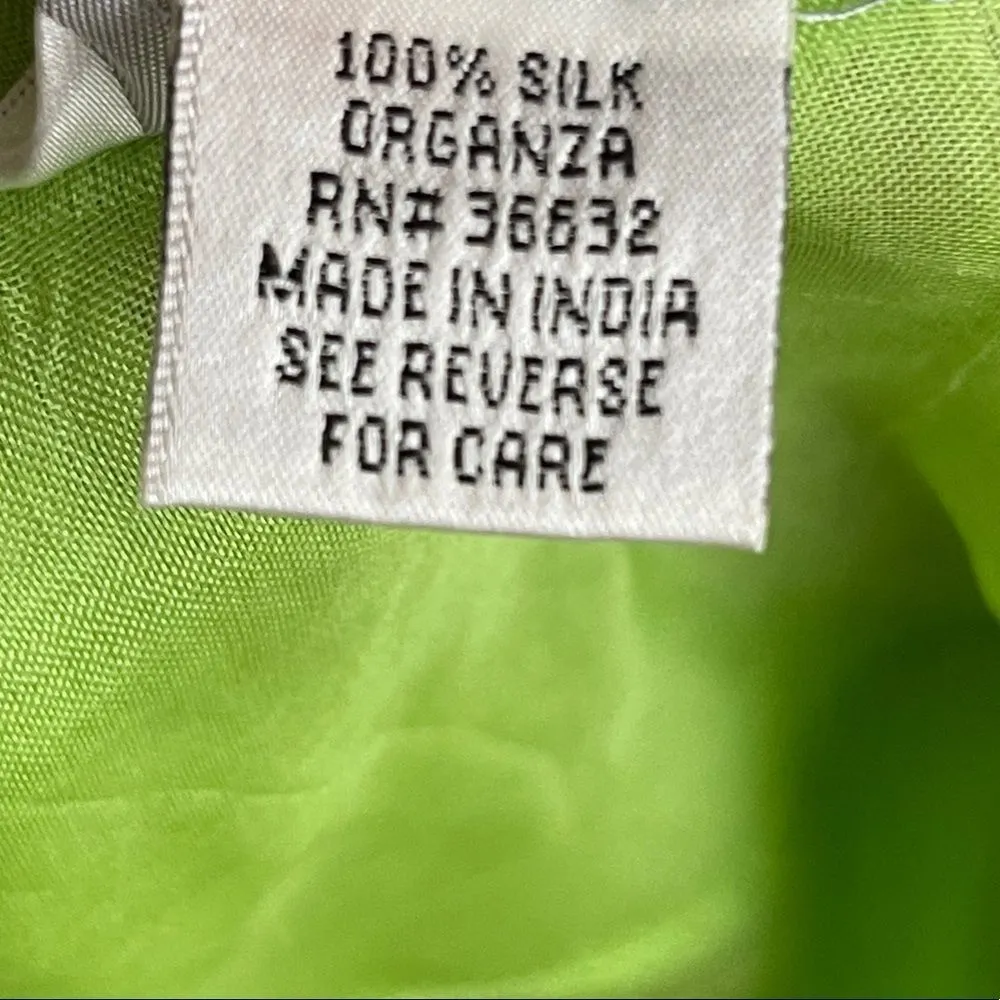 100% SILK
ORGANZA
RN# 36632
MADE IN INDIA
SEE REVERSE
FOR CARE